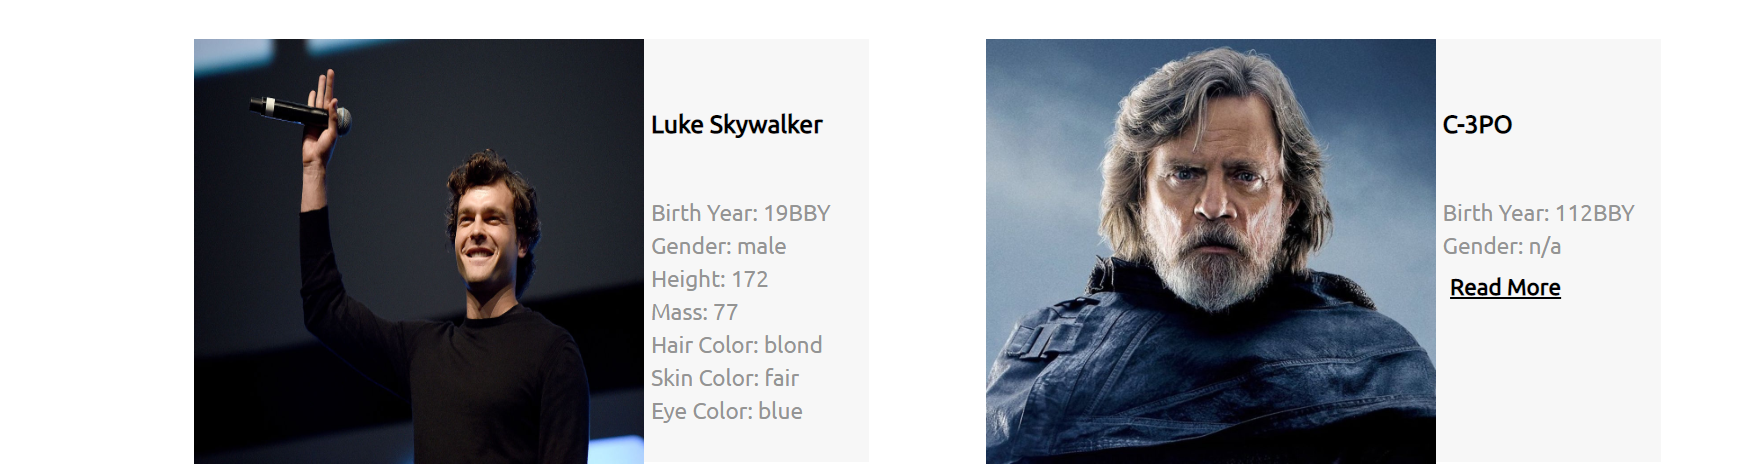 Luke Skywalker
Birth Year: 19BBY
Gender: male
Height: 172
Mass: 77
Hair Color: blond
Skin Color: fair
Eye Color: blue
C-3PO
Birth Year: 112BBY
Gender: n/a
Read More